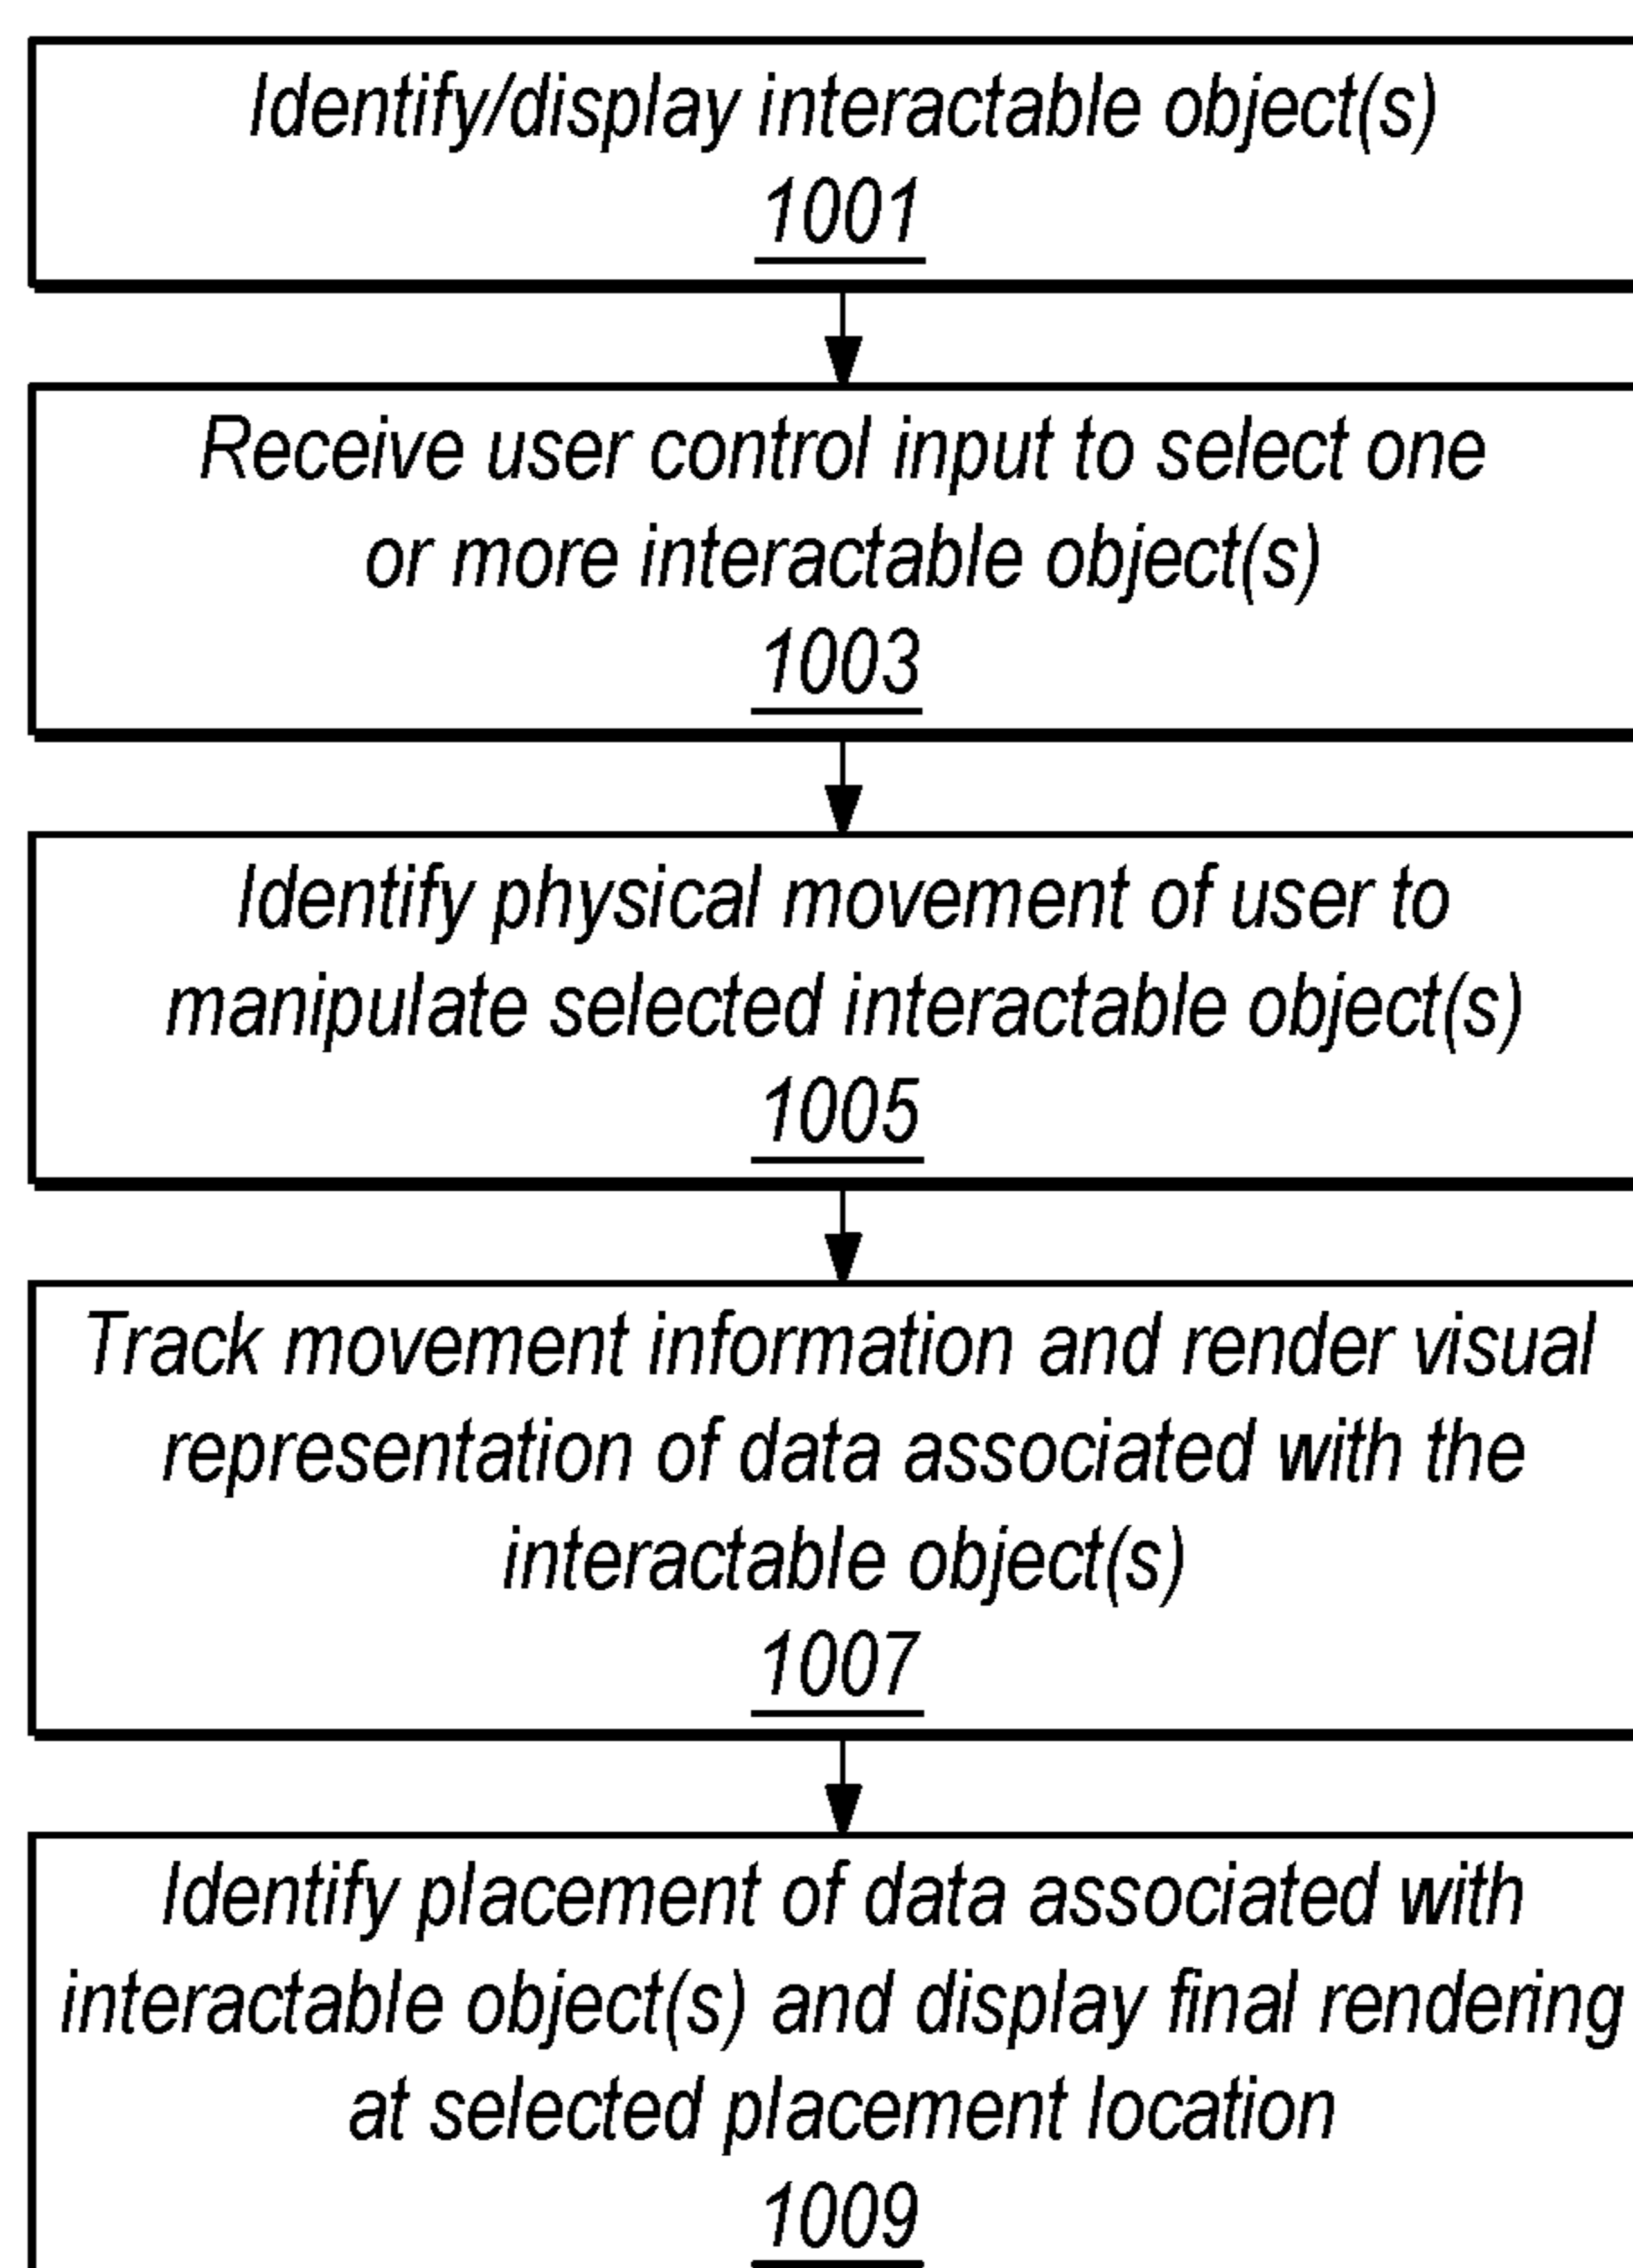 Identify/display interactable object(s)
1001
Receive user control input to select one
or more interactable object(s)
1003
Identify physical movement of user to
manipulate selected interactable object(s)
1005
Track movement information and render visual
representation of data associated with the
interactable object(s)
1007
Identify placement of data associated with
interactable object(s) and display final rendering
at selected placement location
1009